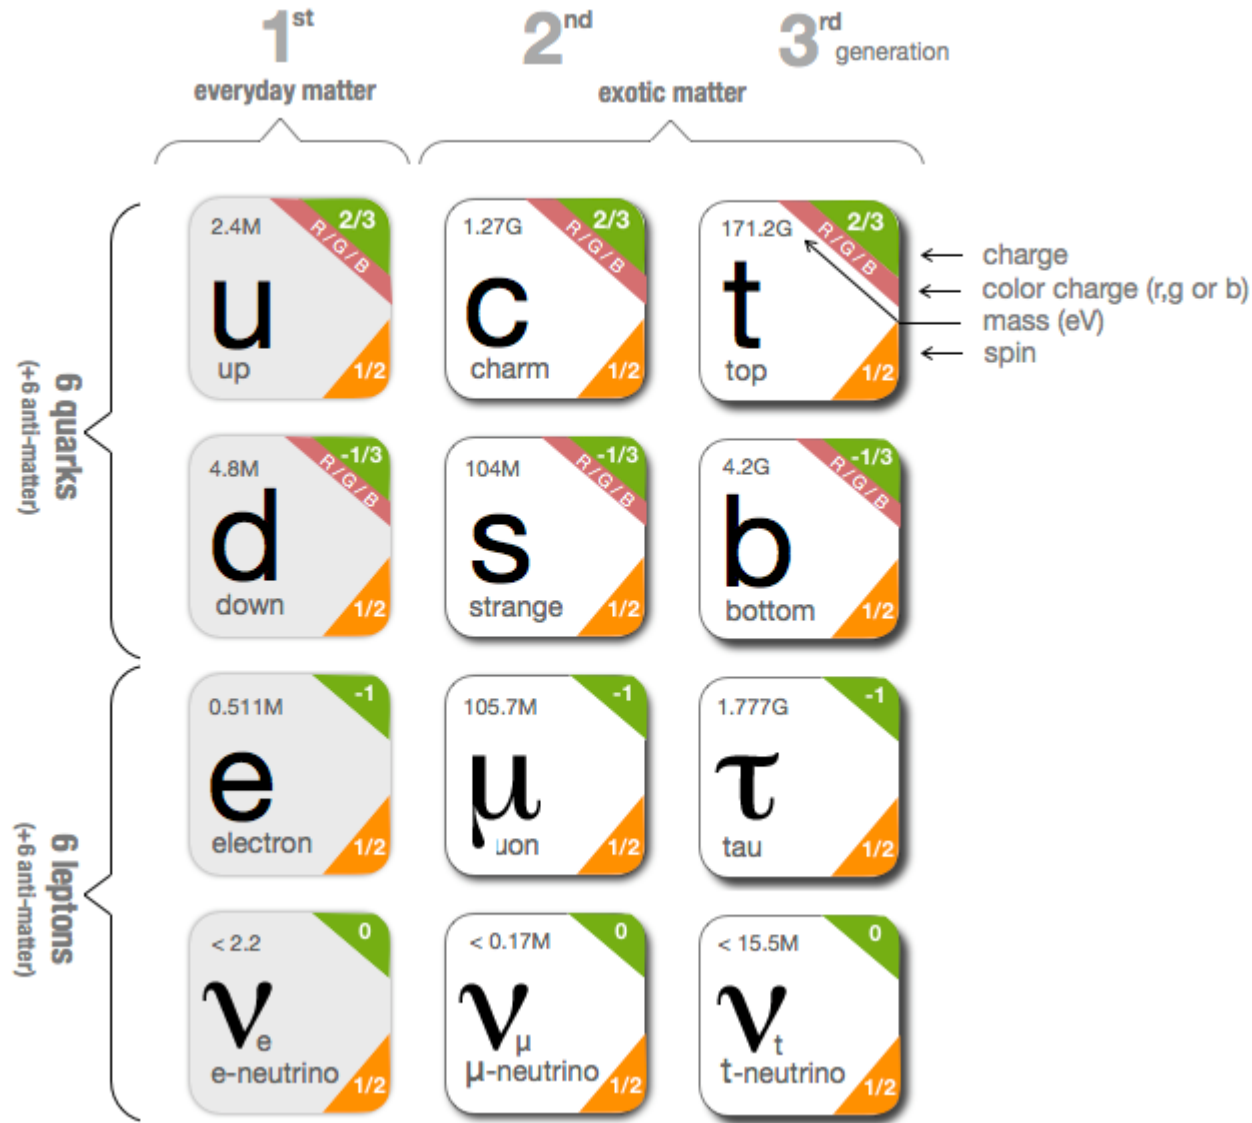 1st
2nd
3rd generation
everyday matter
exotic matter
6 quarks
(+6 anti-matter)
2.4M
2/3
R/G/B
u
up
1/2
1.27G
2/3
R/G/B
c
charm
1/2
171.2G
2/3
R/G/B
t
top
1/2
charge
color charge (r,g or b)
mass (eV)
spin
4.8M
-1/3
R/G/B
d
down
1/2
104M
-1/3
R/G/B
s
strange
1/2
4.2G
-1/3
R/G/B
b
bottom
1/2
6 leptons
(+6 anti-matter)
0.511M
-1
e
electron
1/2
105.7M
-1
μ
uon
1/2
1.777G
-1
τ
tau
1/2
< 2.2
0
νe
e-neutrino
1/2
< 0.17M
0
νμ
μ-neutrino
1/2
< 15.5M
0
νt
t-neutrino
1/2